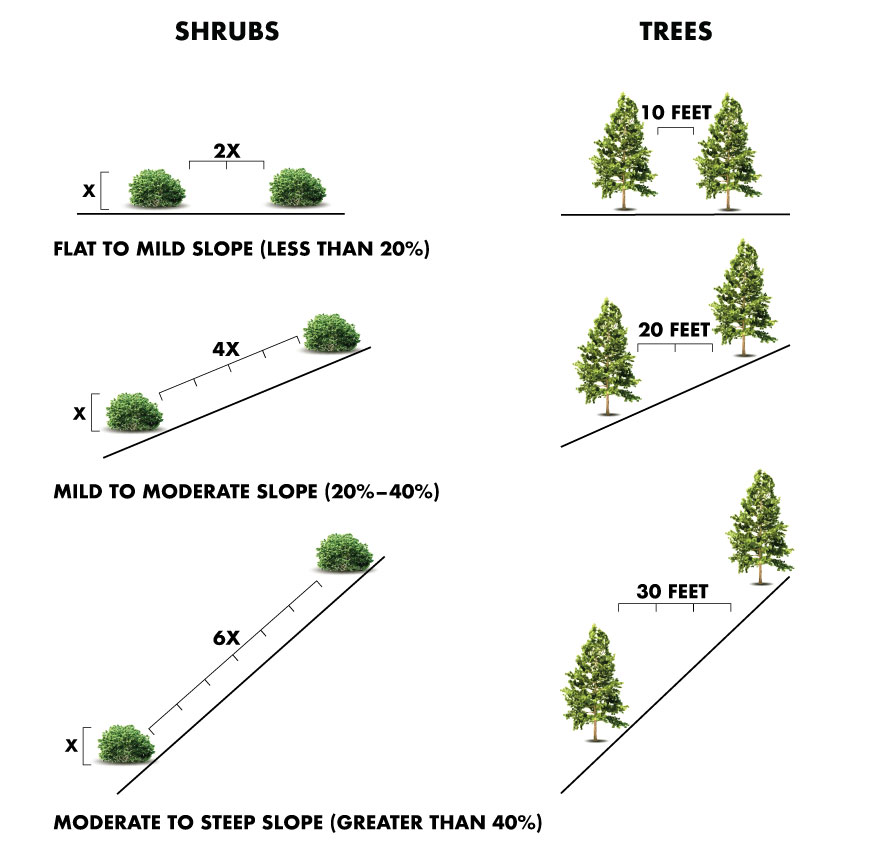 SHRUBS
TREES
2X
X
10 FEET
FLAT TO MILD SLOPE (LESS THAN 20%)
4X
X
20 FEET
MILD TO MODERATE SLOPE (20%–40%)
6X
X
30 FEET
MODERATE TO STEEP SLOPE (GREATER THAN 40%)